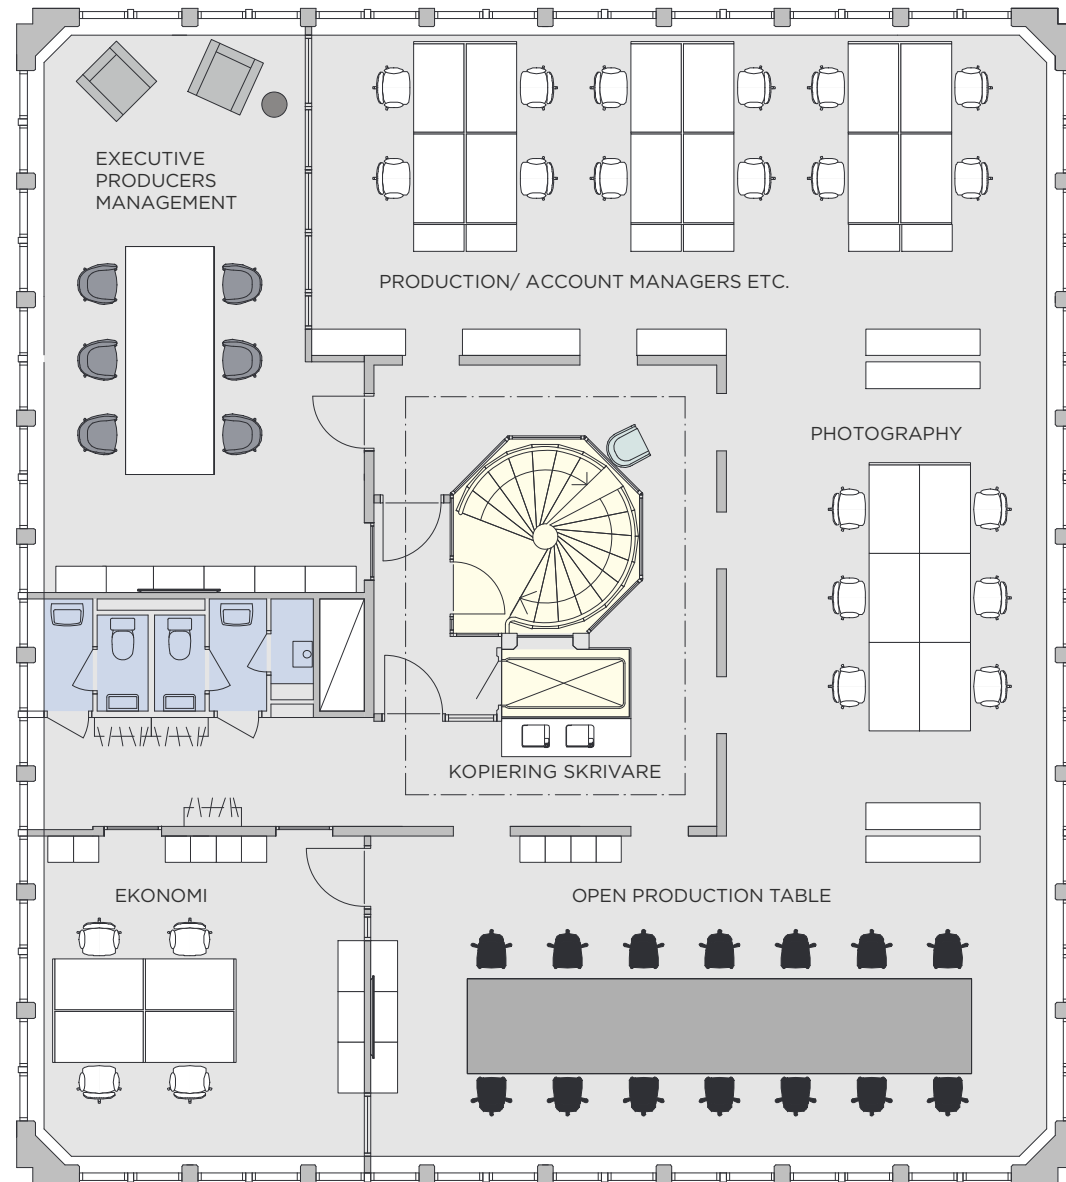 EXECUTIVE
PRODUCERS
MANAGEMENT
PRODUCTION/ ACCOUNT MANAGERS ETC.
PHOTOGRAPHY
KOPIERING SKRIVARE
EKONOMI
OPEN PRODUCTION TABLE